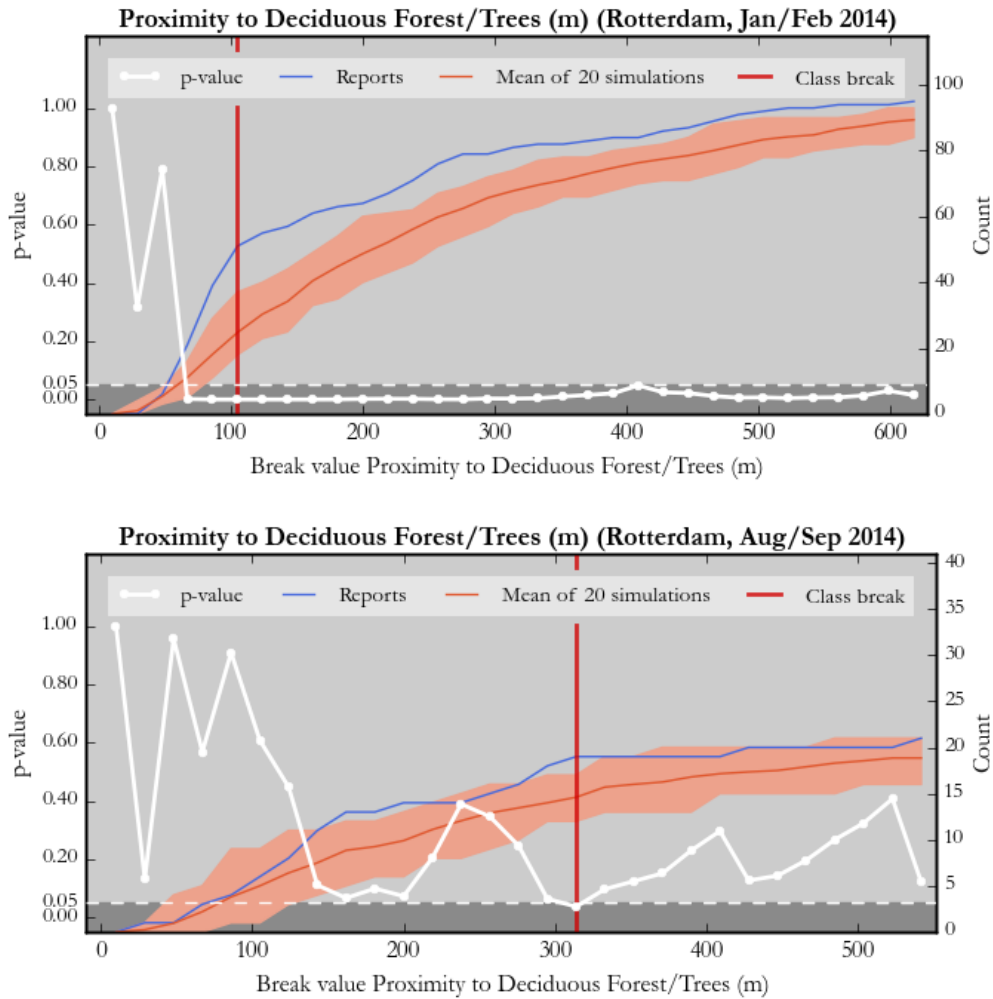 Proximity to Deciduous Forest/Trees (m) (Rotterdam, Jan/Feb 2014)
p-value Reports Mean of 20 simulations Class break
1.00
0.80
0.60
0.40
0.20
0.05
0.00
p-value
100
80
60
40
20
0
Count
0 100 200 300 400 500 600
Break value Proximity to Deciduous Forest/Trees (m)
Proximity to Deciduous Forest/Trees (m) (Rotterdam, Aug/Sep 2014)
p-value Reports Mean of 20 simulations Class break
1.00
0.80
0.60
0.40
0.20
0.05
0.00
p-value
40
35
30
25
20
15
10
5
0
Count
0 100 200 300 400 500
Break value Proximity to Deciduous Forest/Trees (m)